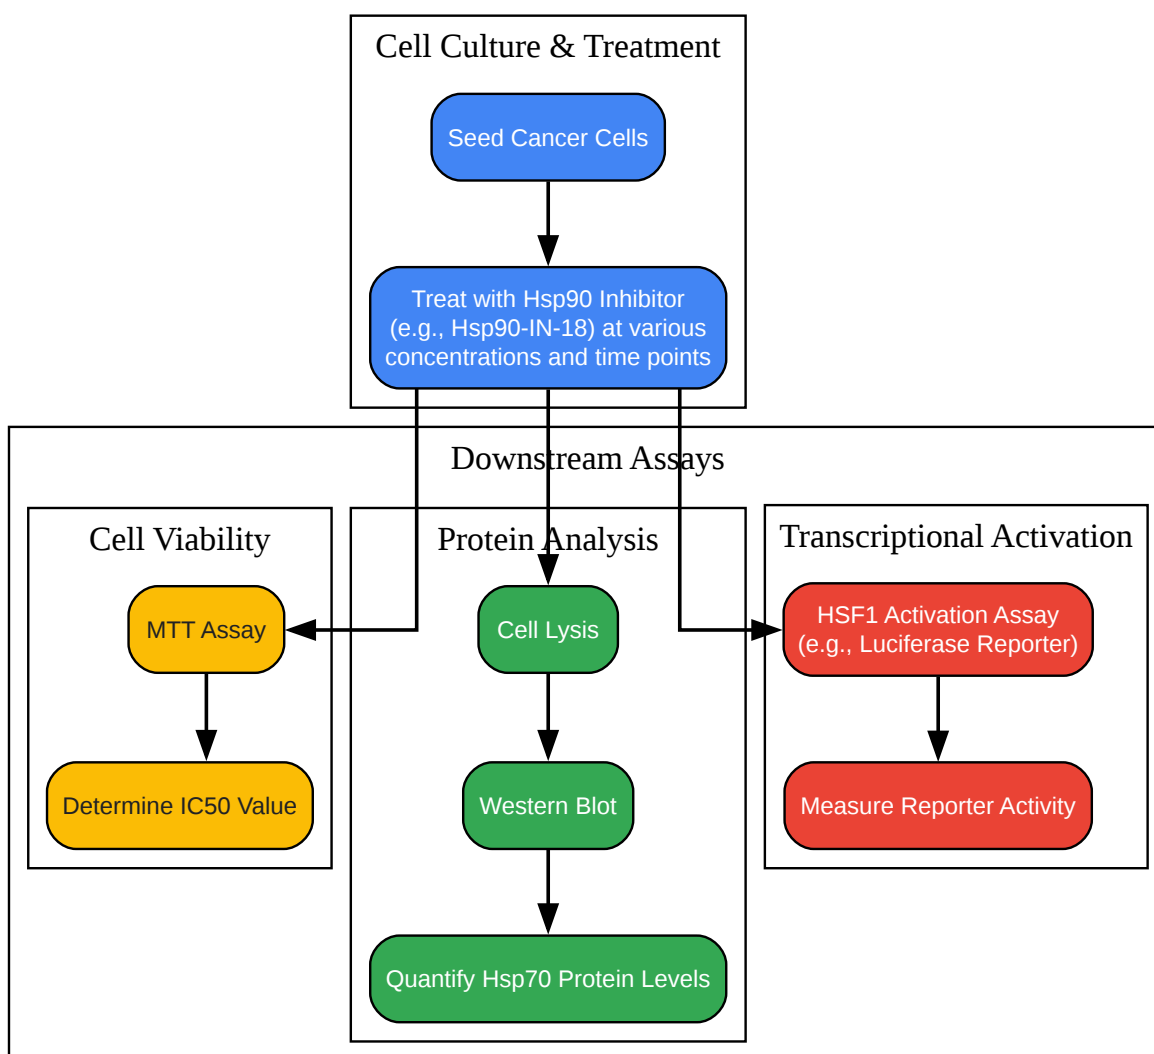 Cell Culture & Treatment
Seed Cancer Cells
Treat with Hsp90 Inhibitor
(e.g., Hsp90-IN-18) at various
concentrations and time points
Downstream Assays
Cell Viability
MTT Assay
Determine IC50 Value
Protein Analysis
Cell Lysis
Western Blot
Quantify Hsp70 Protein Levels
Transcriptional Activation
HSF1 Activation Assay
(e.g., Luciferase Reporter)
Measure Reporter Activity